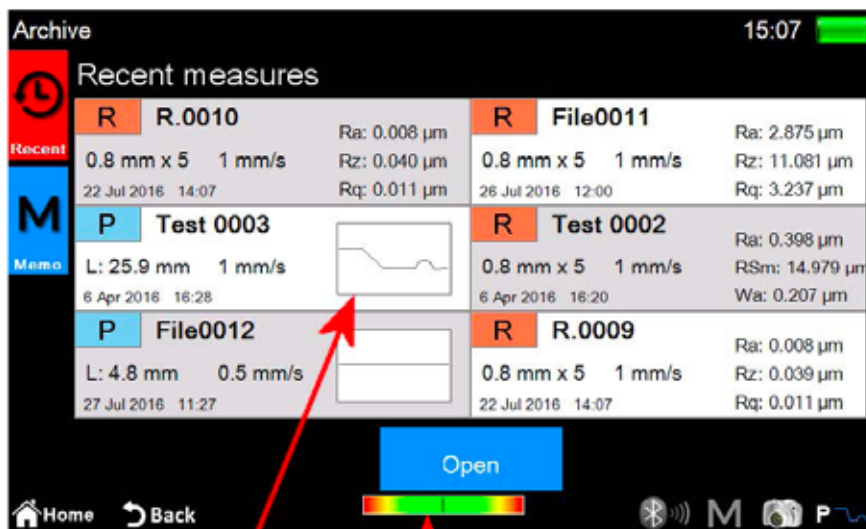 Archive 15:07
Recent measures
Recent
Memo
R R.0010
0.8 mm x 5 1 mm/s
22 Jul 2016 14:07
Ra: 0.008 µm
Rz: 0.040 µm
Rq: 0.011 µm
R File0011
0.8 mm x 5 1 mm/s
26 Jul 2016 12:00
Ra: 2.875 µm
Rz: 11.081 µm
Rq: 3.237 µm
P Test 0003
L: 25.9 mm 1 mm/s
6 Apr 2016 16:28
R Test 0002
0.8 mm x 5 1 mm/s
6 Apr 2016 16:20
Ra: 0.398 µm
RSm: 14.979 µm
Wa: 0.207 µm
P File0012
L: 4.8 mm 0.5 mm/s
27 Jul 2016 11:27
R R.0009
0.8 mm x 5 1 mm/s
22 Jul 2016 14:07
Ra: 0.008 µm
Rz: 0.039 µm
Rq: 0.011 µm
Open
Home Back M P